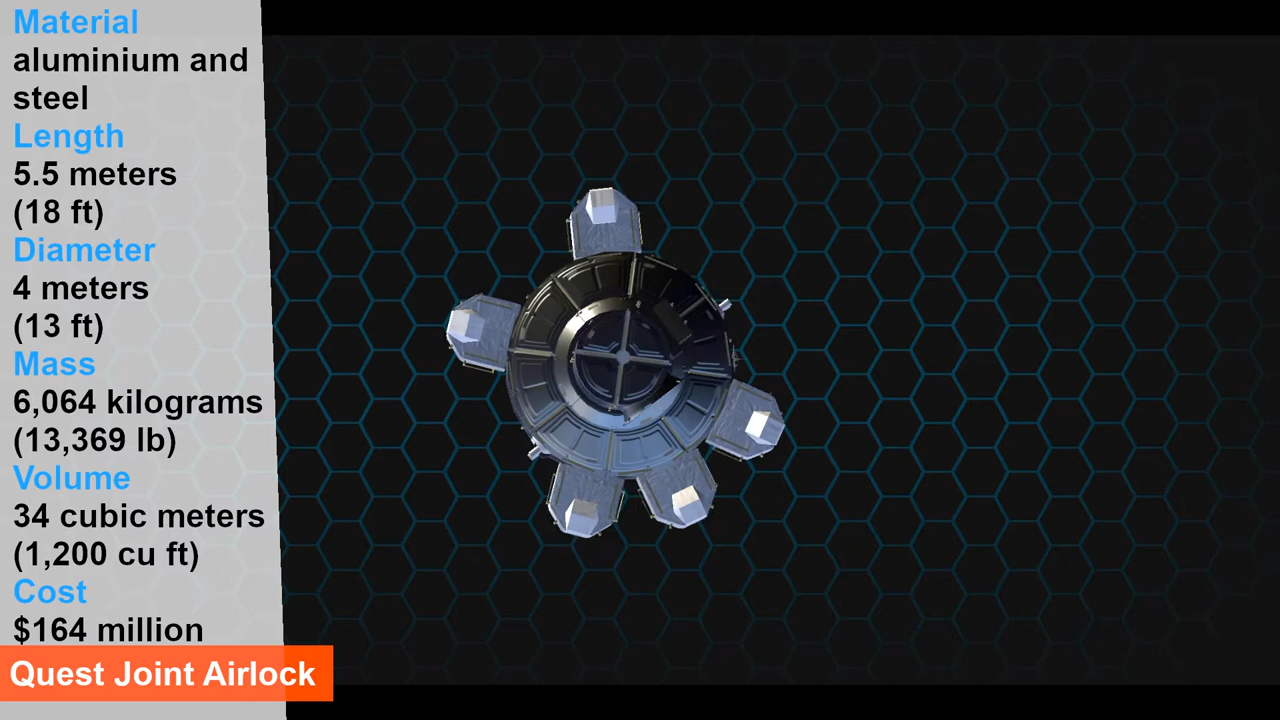 Material
aluminium and
steel
Length
5.5 meters
(18 ft)
Diameter
4 meters
(13 ft)
Mass
6,064 kilograms
(13,369 lb)
Volume
34 cubic meters
(1,200 cu ft)
Cost
$164 million
Quest Joint Airlock